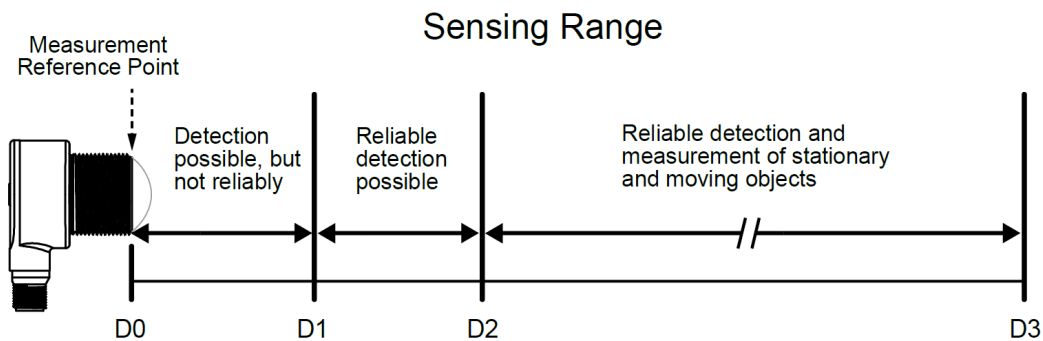 Sensing Range
Measurement
Reference Point
Detection
possible, but
not reliably
Reliable
detection
possible
Reliable detection and
measurement of stationary
and moving objects
D0
D1
D2
D3